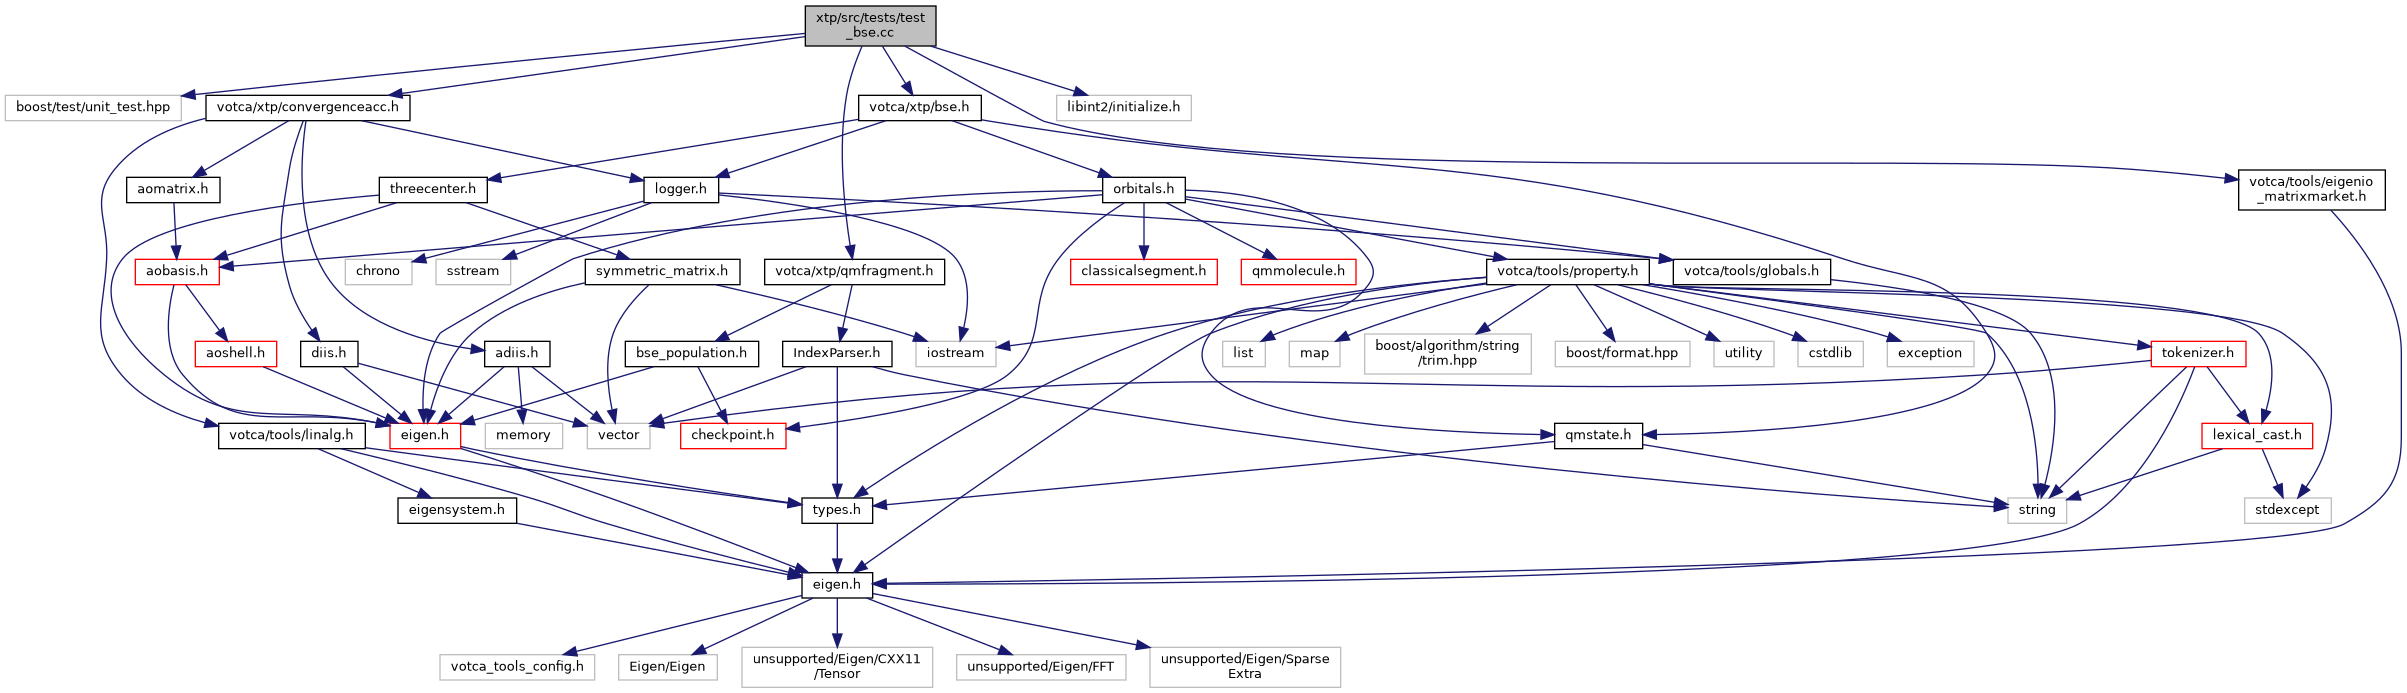 xtp/src/tests/test
_bse.cc
boost/test/unit_test.hpp
votca/xtp/convergenceacc.h
votca/xtp/bse.h
libint2/initialize.h
aomatrix.h
threecenter.h
logger.h
orbitals.h
votca/tools/eigenio
_matrixmarket.h
aobasis.h
chrono
sstream
symmetric_matrix.h
votca/xtp/qmfragment.h
classicalsegment.h
qmmolecule.h
votca/tools/property.h
votca/tools/globals.h
aoshell.h
diis.h
adiis.h
bse_population.h
IndexParser.h
iostream
list
map
boost/algorithm/string
/trim.hpp
boost/format.hpp
utility
cstdlib
exception
tokenizer.h
votca/tools/linalg.h
eigen.h
memory
vector
checkpoint.h
qmstate.h
lexical_cast.h
eigensystem.h
types.h
string
stdexcept
eigen.h
votca_tools_config.h
Eigen/Eigen
unsupported/Eigen/CXX11
/Tensor
unsupported/Eigen/FFT
unsupported/Eigen/Sparse
Extra